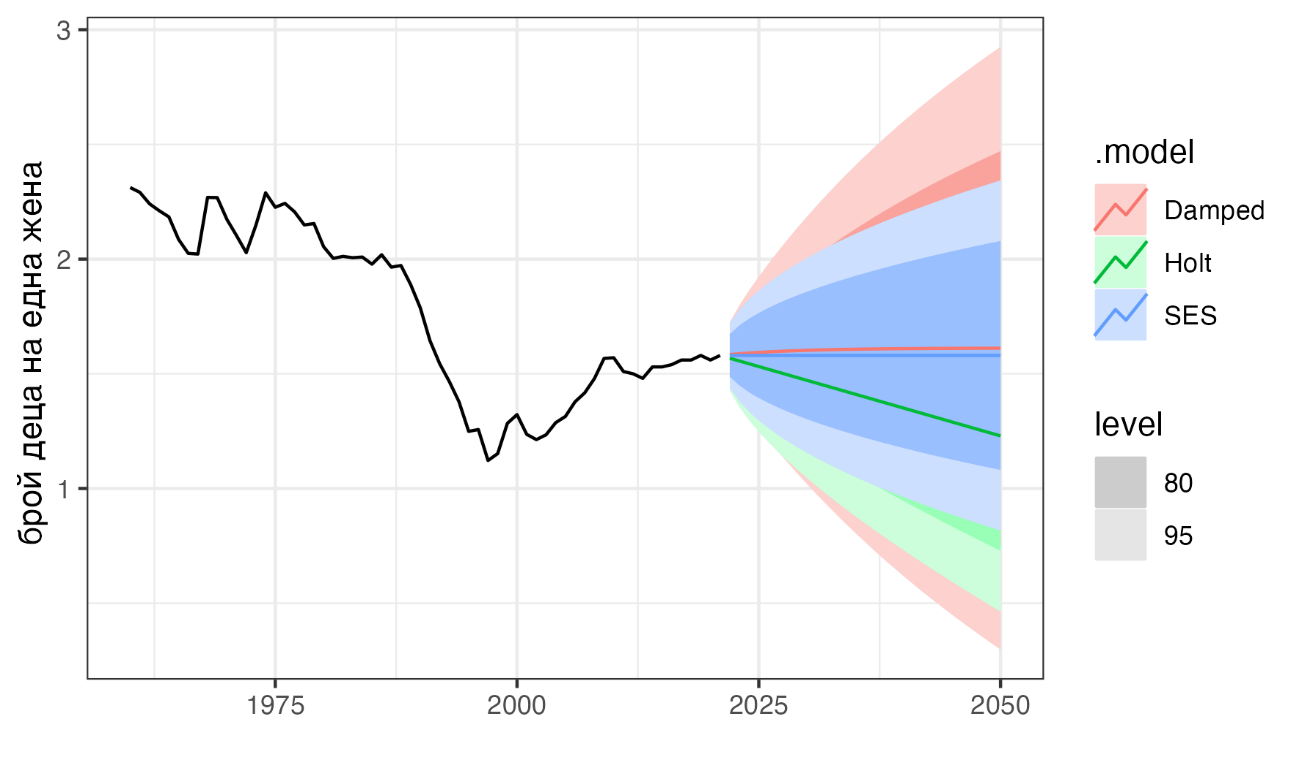 брой деца на една жена
3
2
1
1975
2000
2025
2050
.model
Damped
Holt
SES
level
80
95